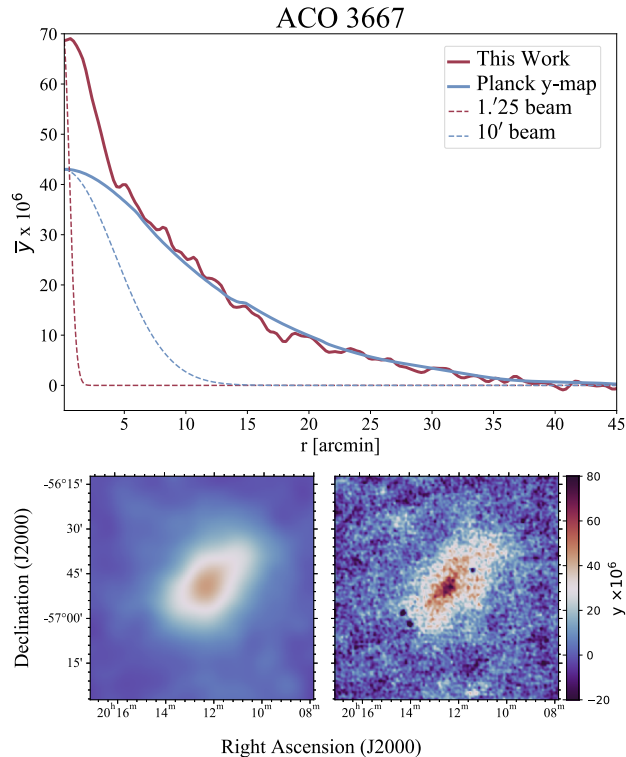 ACO 3667
70
60
50
40
30
20
10
0
y̅ x 10⁶
This Work
Planck y-map
1.′25 beam
10′ beam
5 10 15 20 25 30 35 40 45
r [arcmin]
-56°15′
30′
45′
-57°00′
15′
Declination (J2000)
20ʰ16ᵐ 12ᵐ 10ᵐ 08ᵐ
20ʰ16ᵐ 14ᵐ 12ᵐ 10ᵐ 08ᵐ
80
60
40
20
0
−20
y ×10⁶
Right Ascension (J2000)